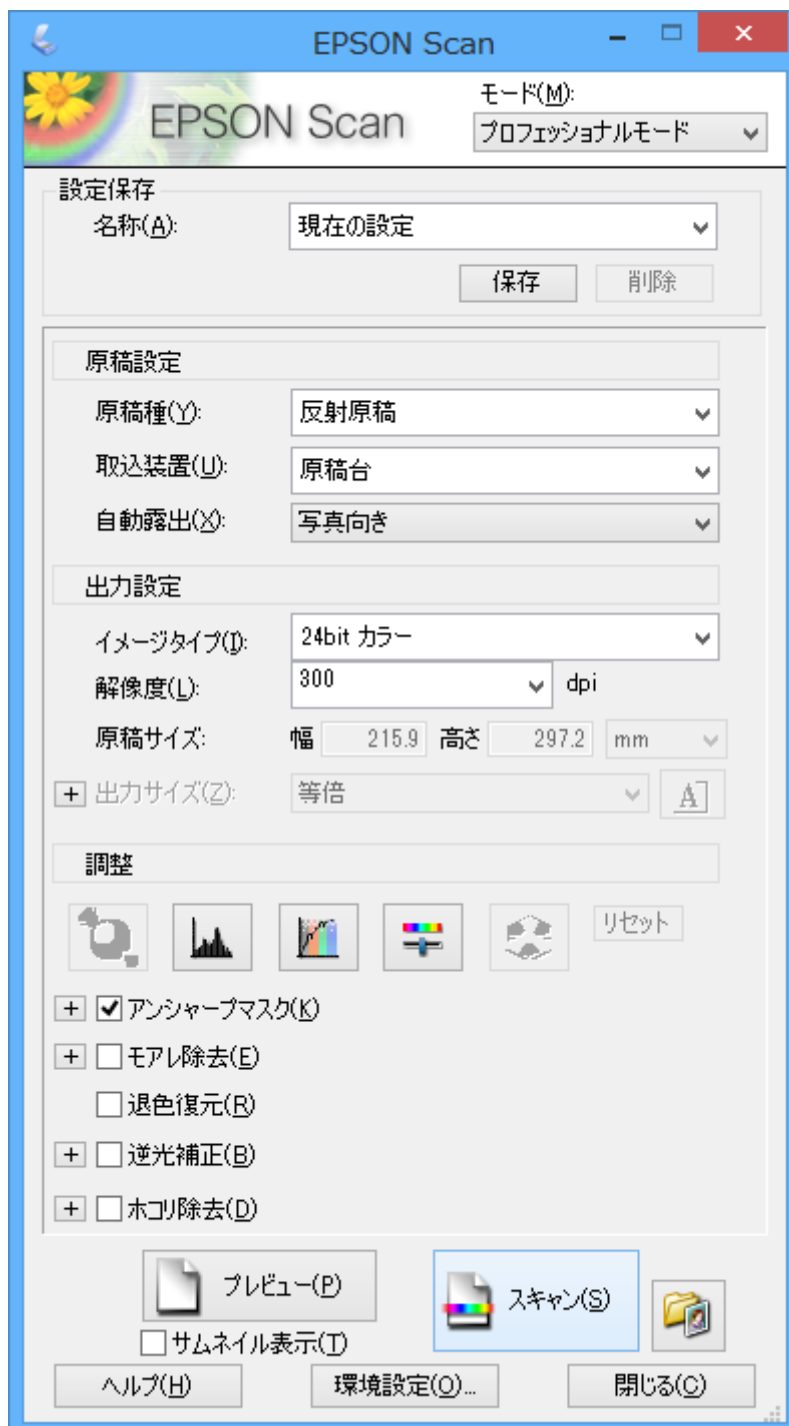 EPSON Scan
EPSON Scan
モード(M):
プロフェッショナルモード
設定保存
名称(A): 現在の設定
保存 削除
原稿設定
原稿種(Y): 反射原稿
取込装置(U): 原稿台
自動露出(X): 写真向き
出力設定
イメージタイプ(I): 24bit カラー
解像度(L): 300 dpi
原稿サイズ: 幅 215.9 高さ 297.2 mm
+ 出力サイズ(Z): 等倍 A
調整
リセット
+ アンシャープマスク(K)
+ モアレ除去(E)
退色復元(R)
+ 逆光補正(B)
+ ホコリ除去(D)
プレビュー(P) スキャン(S)
サムネイル表示(T)
ヘルプ(H) 環境設定(O)... 閉じる(C)